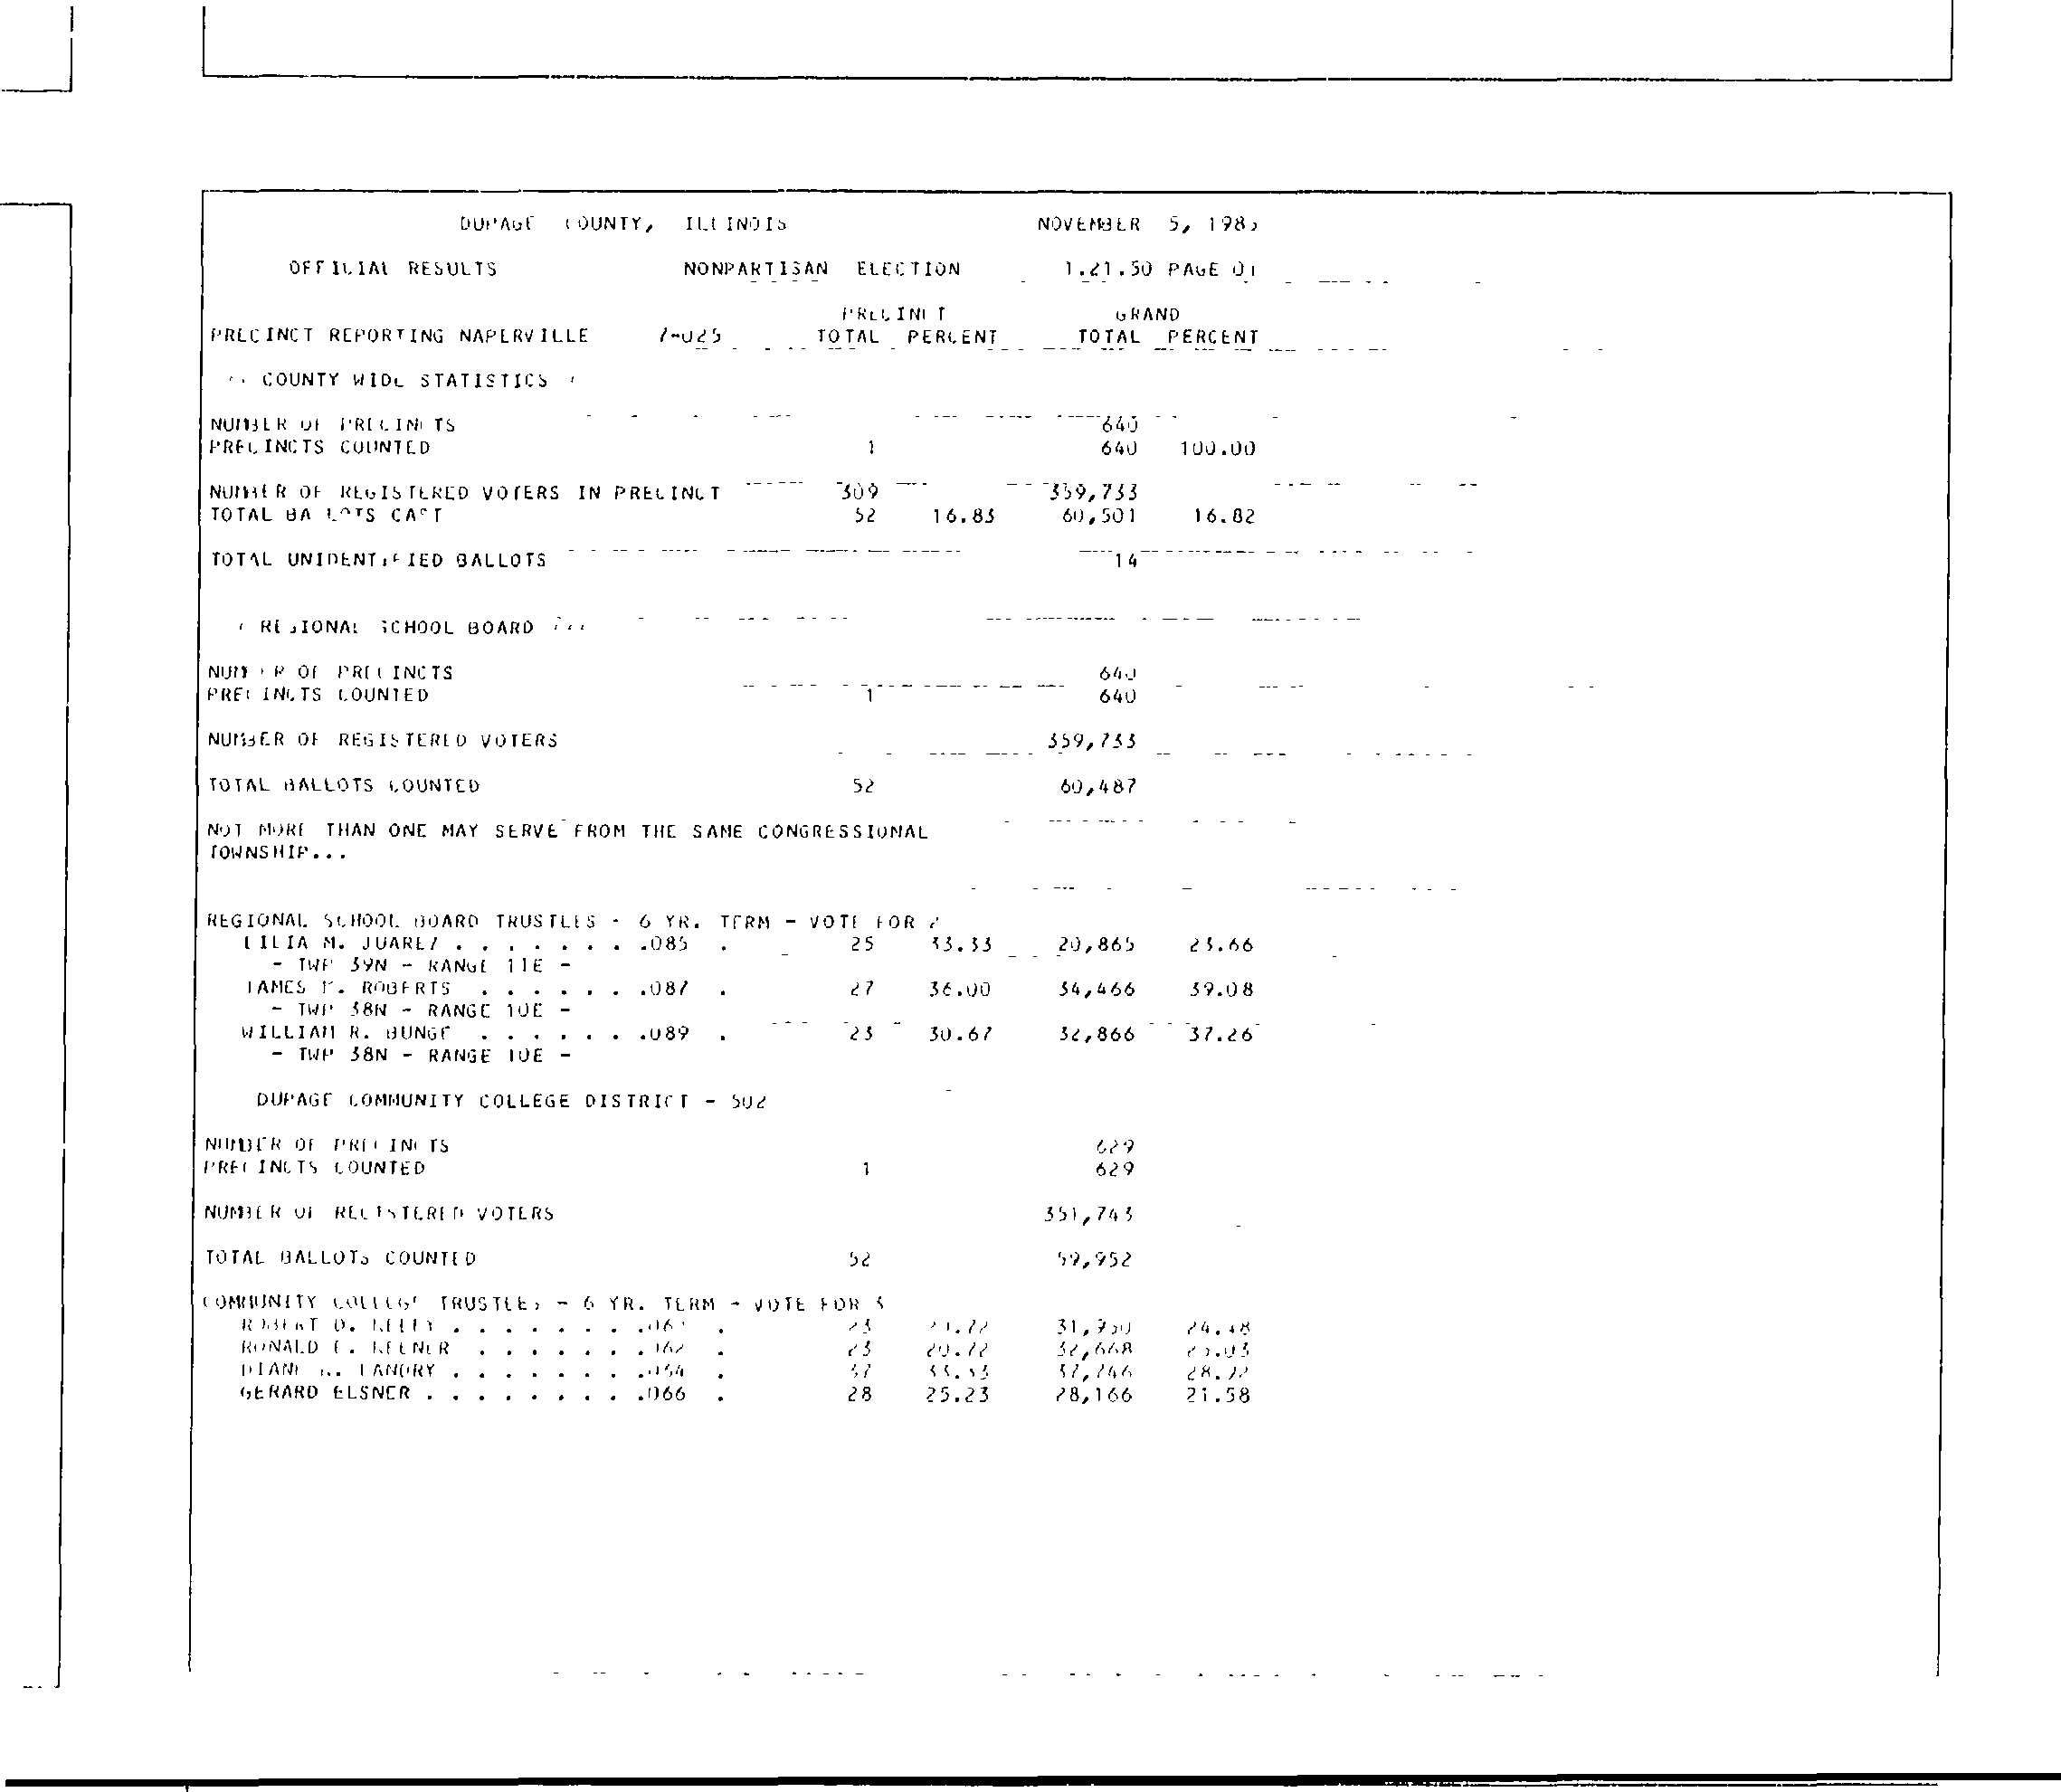 DUPAGE COUNTY, ILLINOIS NOVEMBER 5, 1985
OFFICIAL RESULTS NONPARTISAN ELECTION 1.21.50 PAGE 01
PRECINCT GRAND
PRECINCT REPORTING NAPERVILLE 7-025 TOTAL PERCENT TOTAL PERCENT
COUNTY WIDE STATISTICS
NUMBER OF PRECINCTS 640
PRECINCTS COUNTED 1 640 100.00
NUMBER OF REGISTERED VOTERS IN PRECINCT 309 359,733
TOTAL BALLOTS CAST 52 16.83 60,501 16.82
TOTAL UNIDENTIFIED BALLOTS 14
REGIONAL SCHOOL BOARD
NUMBER OF PRECINCTS 640
PRECINCTS COUNTED 1 640
NUMBER OF REGISTERED VOTERS 359,733
TOTAL BALLOTS COUNTED 52 60,487
NOT MORE THAN ONE MAY SERVE FROM THE SAME CONGRESSIONAL
TOWNSHIP...
REGIONAL SCHOOL BOARD TRUSTEES - 6 YR. TERM - VOTE FOR 2
LILIA M. JUAREZ . . . . . . . .085 . 25 33.33 20,865 23.66
- TWP 39N - RANGE 11E -
JAMES ROBERTS . . . . . . .087 . 27 36.00 34,466 39.08
- TWP 38N - RANGE 10E -
WILLIAM R. BUNGE . . . . . . .089 . 23 30.67 32,866 37.26
- TWP 38N - RANGE 10E -
DUPAGE COMMUNITY COLLEGE DISTRICT - 502
NUMBER OF PRECINCTS 629
PRECINCTS COUNTED 1 629
NUMBER OF REGISTERED VOTERS 351,743
TOTAL BALLOTS COUNTED 52 59,952
COMMUNITY COLLEGE TRUSTEES - 6 YR. TERM - VOTE FOR 3
ROBERT D. KELLY . . . . . . . . 23 20.72 31,950 24.48
RONALD E. KEENER . . . . . . .062 . 23 20.72 32,668 25.03
DIANE LANDRY . . . . . . . .064 . 37 33.33 37,746 28.92
GERARD ELSNER . . . . . . . . .066 . 28 25.23 28,166 21.58